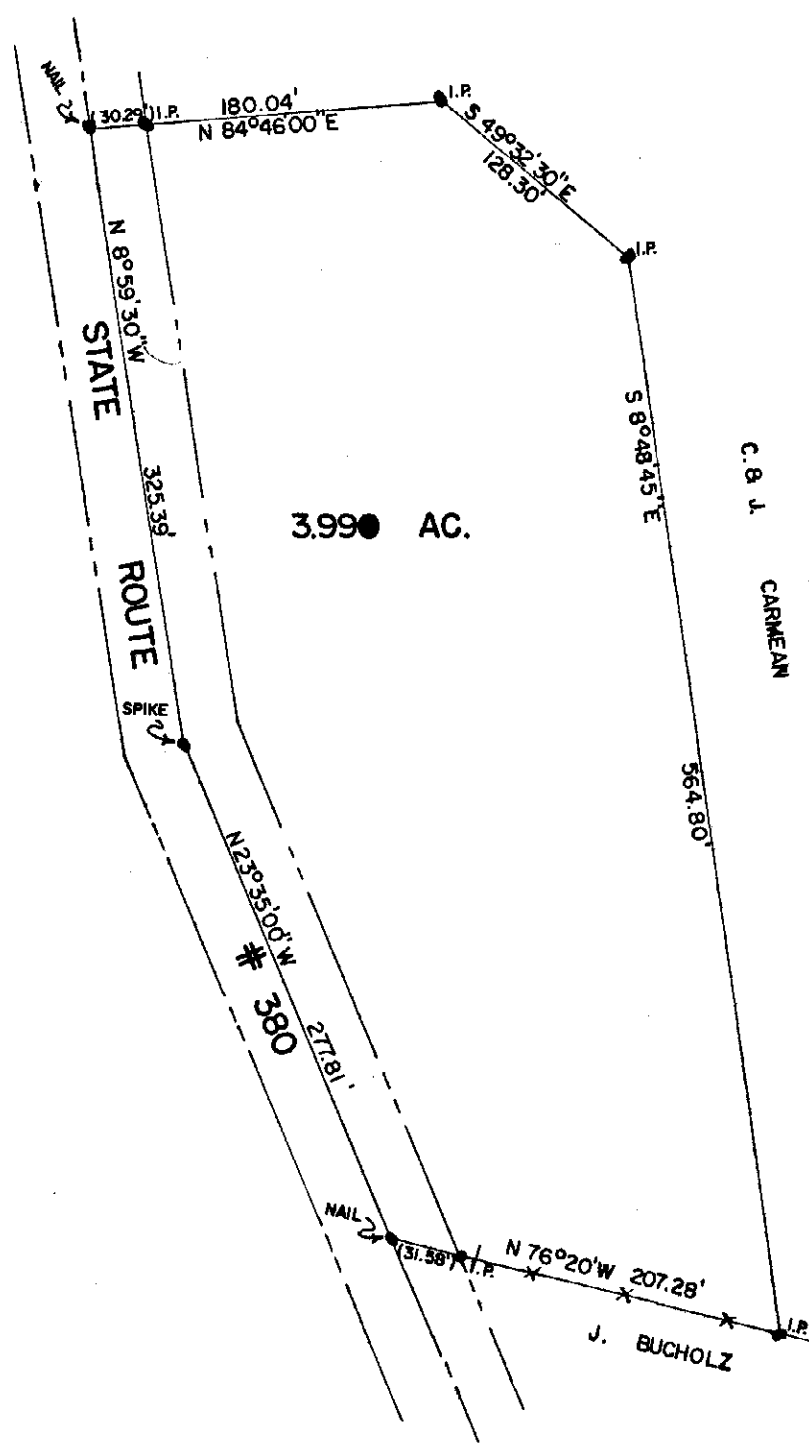 NAIL
(30.29') I.P.
180.04'
N 84°46'00"E
I.P.
S 49°32'30"E
128.30'
I.P.
N 8°59'30"W
325.39'
STATE
ROUTE
# 380
3.99 AC.
S 8°48'45"E
564.80'
C. & J.
CARMEAN
SPIKE
N23°35'00"W
277.81'
NAIL
(31.58') I.P.
N 76°20'W 207.28'
I.P.
J. BUCHOLZ